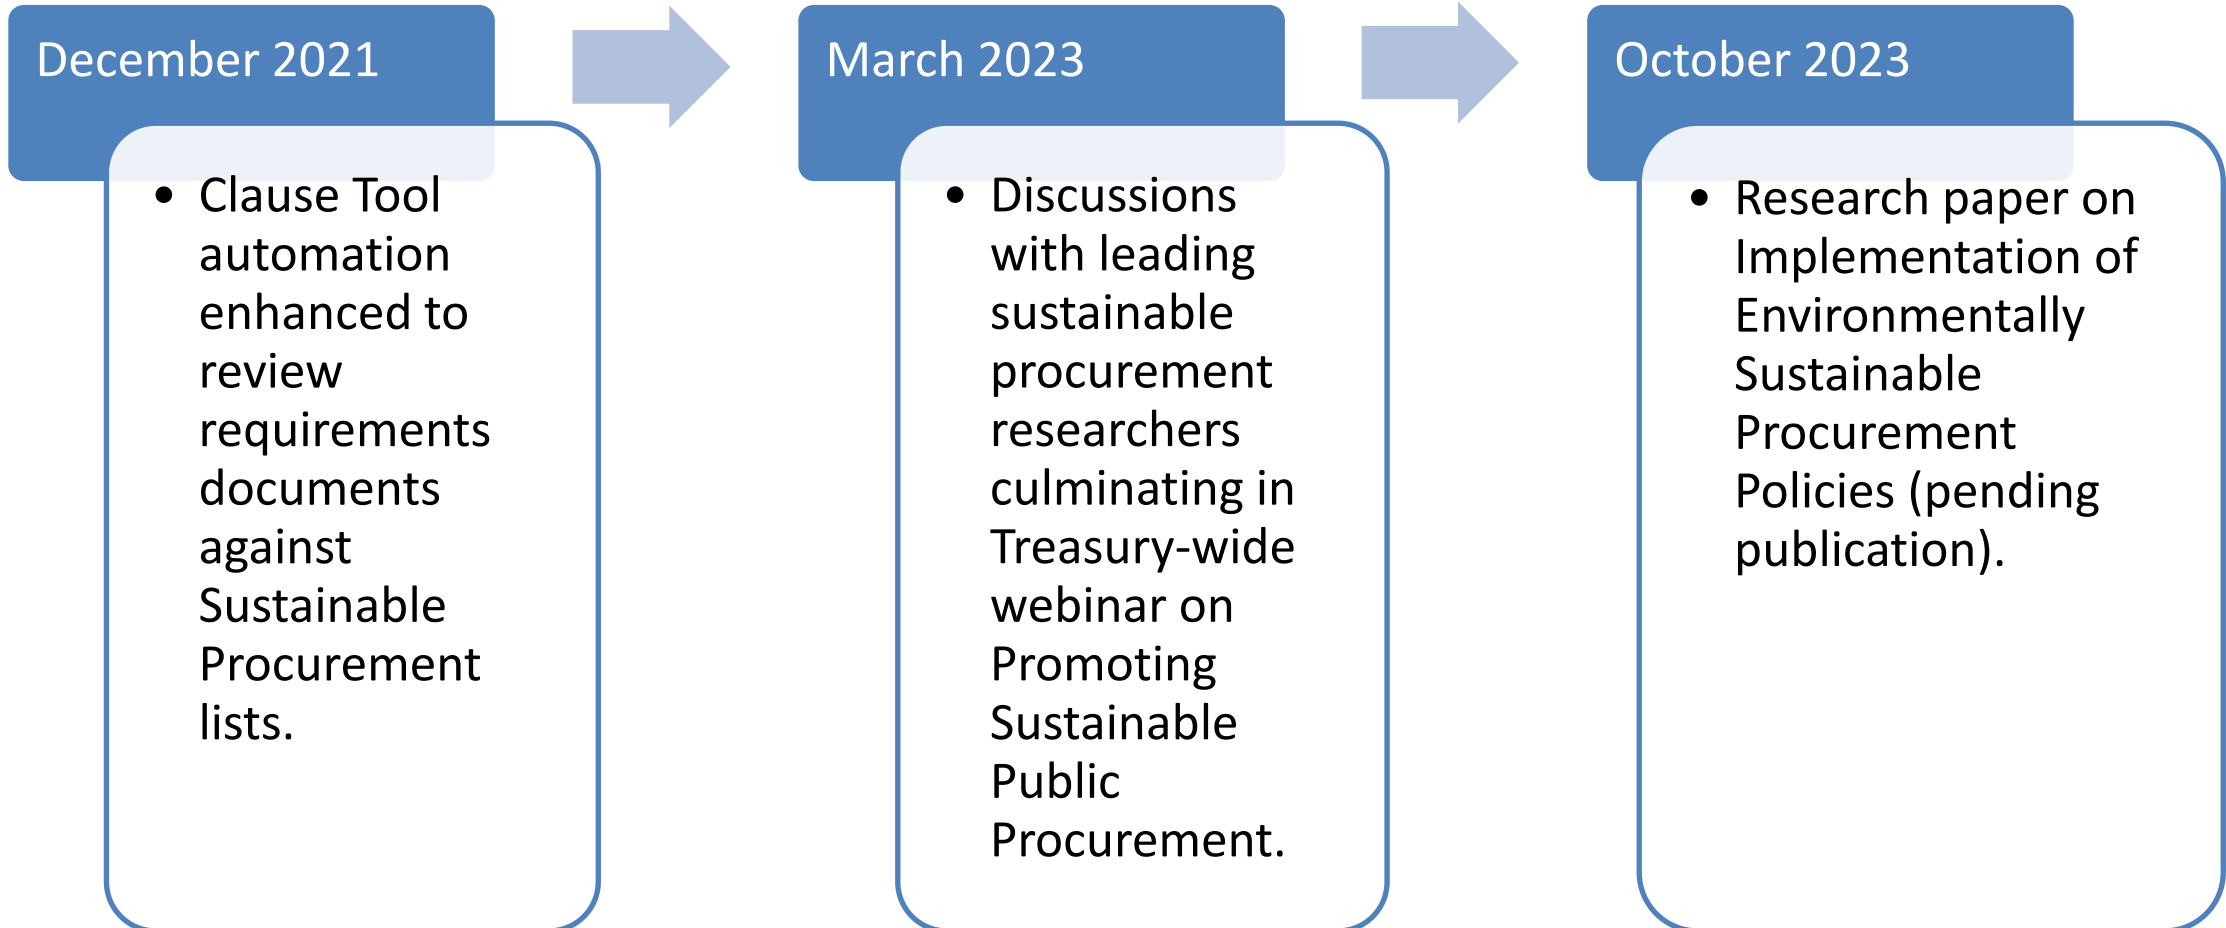 December 2021
• Clause Tool
automation
enhanced to
review
requirements
documents
against
Sustainable
Procurement
lists.
March 2023
• Discussions
with leading
sustainable
procurement
researchers
culminating in
Treasury-wide
webinar on
Promoting
Sustainable
Public
Procurement.
October 2023
• Research paper on
Implementation of
Environmentally
Sustainable
Procurement
Policies (pending
publication).